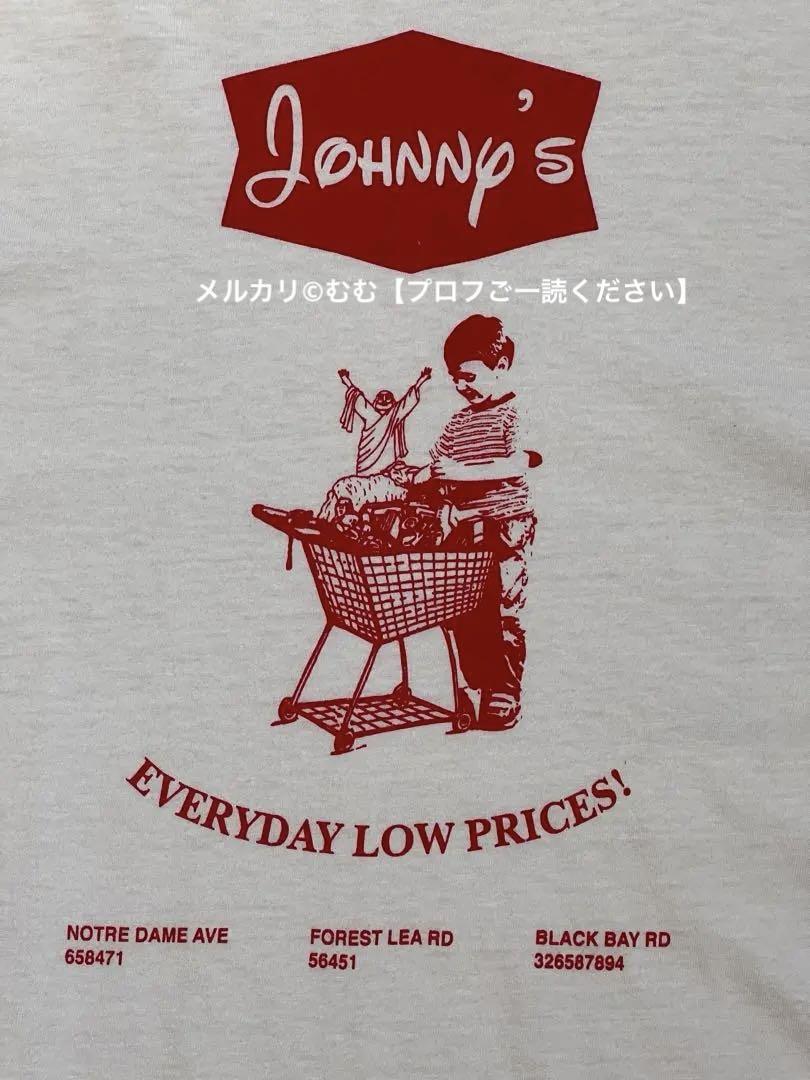 Johnny's
メルカリ©むむ【プロフご一読ください】
EVERYDAY LOW PRICES!
NOTRE DAME AVE
658471
FOREST LEA RD
56451
BLACK BAY RD
326587894